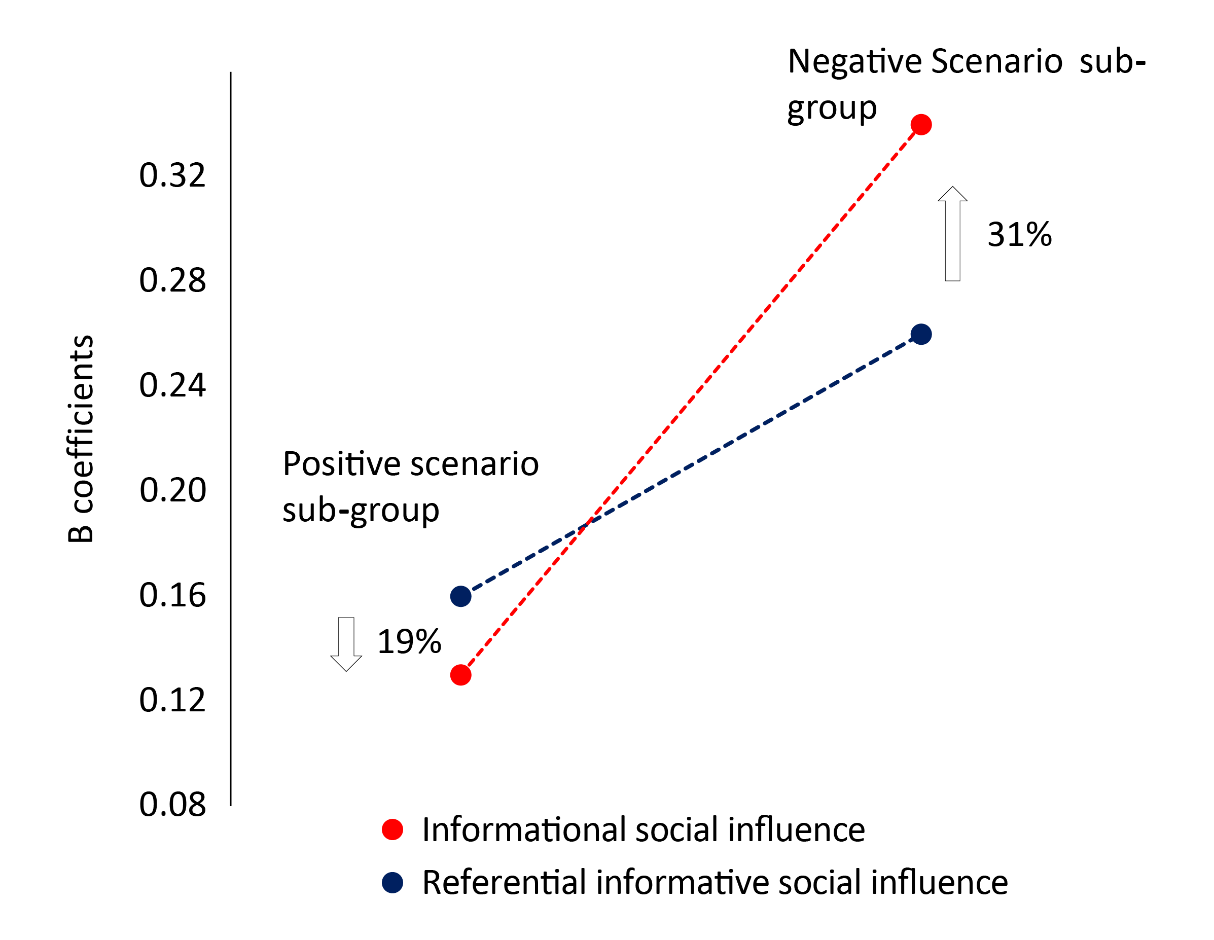 Negative Scenario sub-
group
0.32
31%
0.28
0.24
B coefficients
Positive scenario
sub-group
0.20
0.16
19%
0.12
0.08
Informational social influence
Referential informative social influence